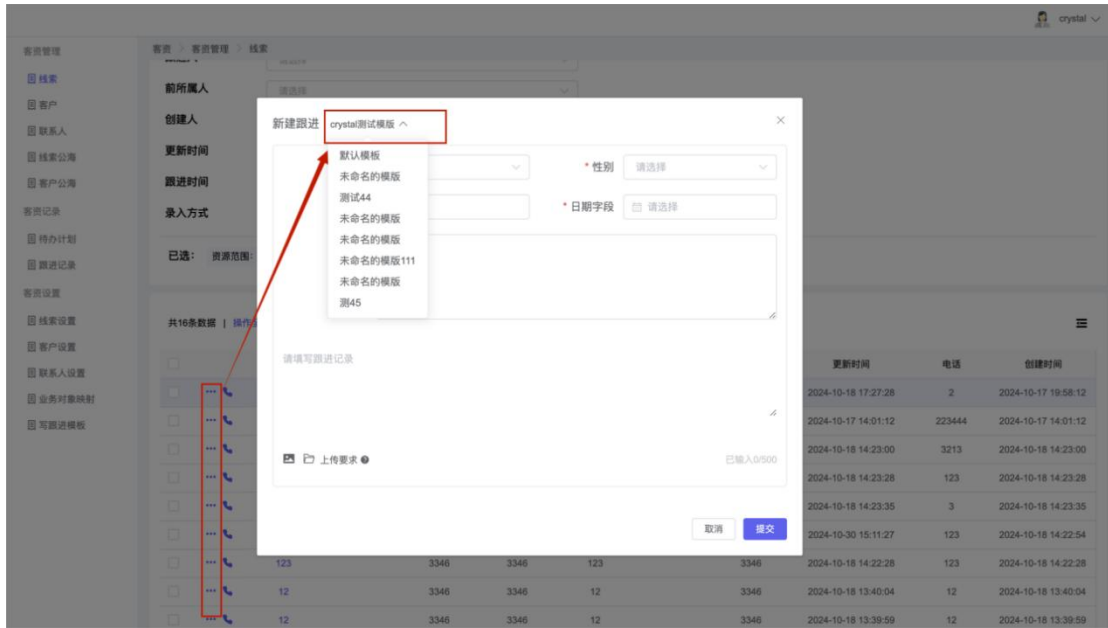 crystal
客资管理
客资 > 客资管理 > 线索
线索
客户
联系人
线索公海
客户公海
客资记录
待办计划
跟进记录
客资设置
线索设置
客户设置
联系人设置
业务对象映射
写跟进模板
前所属人 请选择
创建人
更新时间
跟进时间
录入方式
已选： 资源范围:
共16条数据 | 操作
新建跟进 crystal测试模版
默认模板
未命名的模版
测试44
未命名的模版
未命名的模版
未命名的模版111
未命名的模版
测45
* 性别 请选择
* 日期字段 请选择
请填写跟进记录
上传要求
已输入0/500
取消 提交
更新时间 电话 创建时间
2024-10-18 17:27:28 2 2024-10-17 19:58:12
2024-10-17 14:01:12 223444 2024-10-17 14:01:12
2024-10-18 14:23:00 3213 2024-10-18 14:23:00
2024-10-18 14:23:28 123 2024-10-18 14:23:28
2024-10-18 14:23:35 3 2024-10-18 14:23:35
2024-10-30 15:11:27 123 2024-10-18 14:22:54
123 3346 3346 123 3346 2024-10-18 14:22:28 123 2024-10-18 14:22:28
12 3346 3346 12 3346 2024-10-18 13:40:04 12 2024-10-18 13:40:04
12 3346 3346 12 3346 2024-10-18 13:39:59 12 2024-10-18 13:39:59